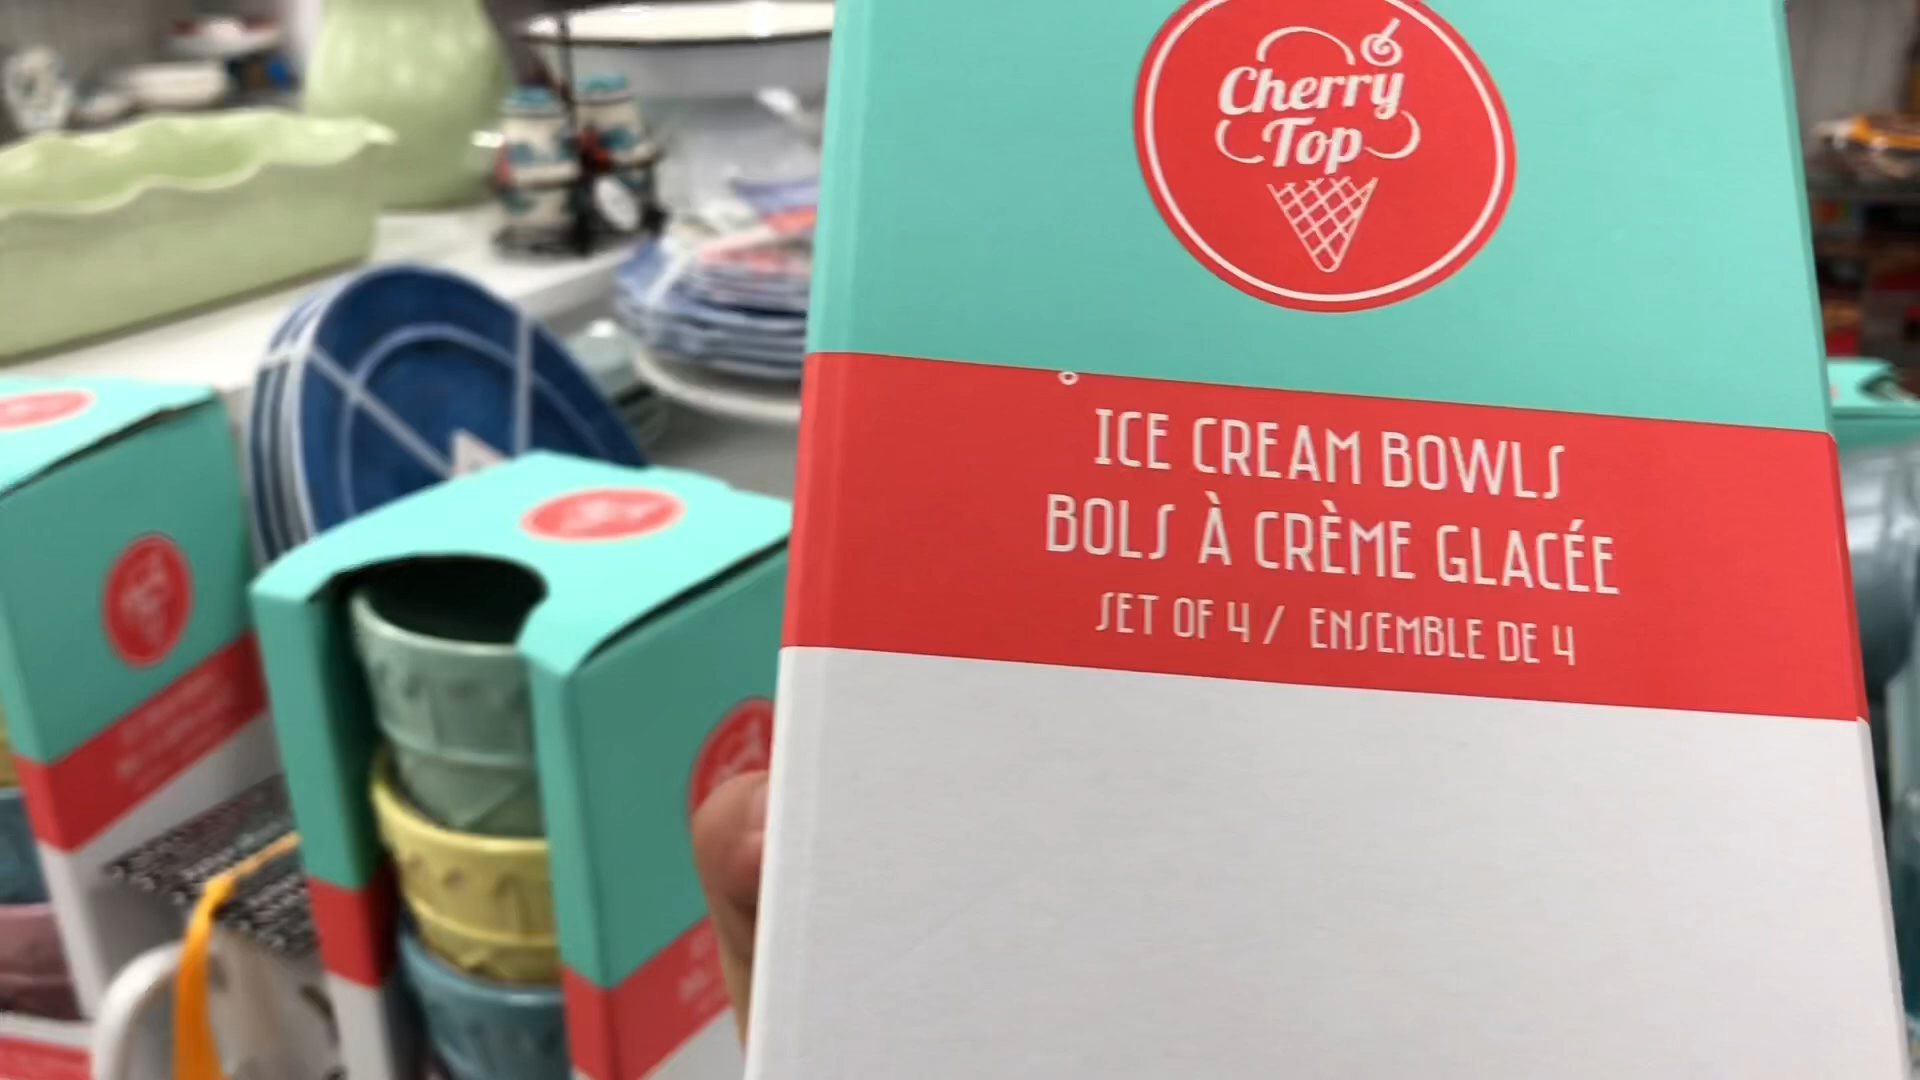 Cherry
Top
ICE CREAM BOWLS
BOLS À CRÈME GLACÉE
SET OF 4 / ENSEMBLE DE 4